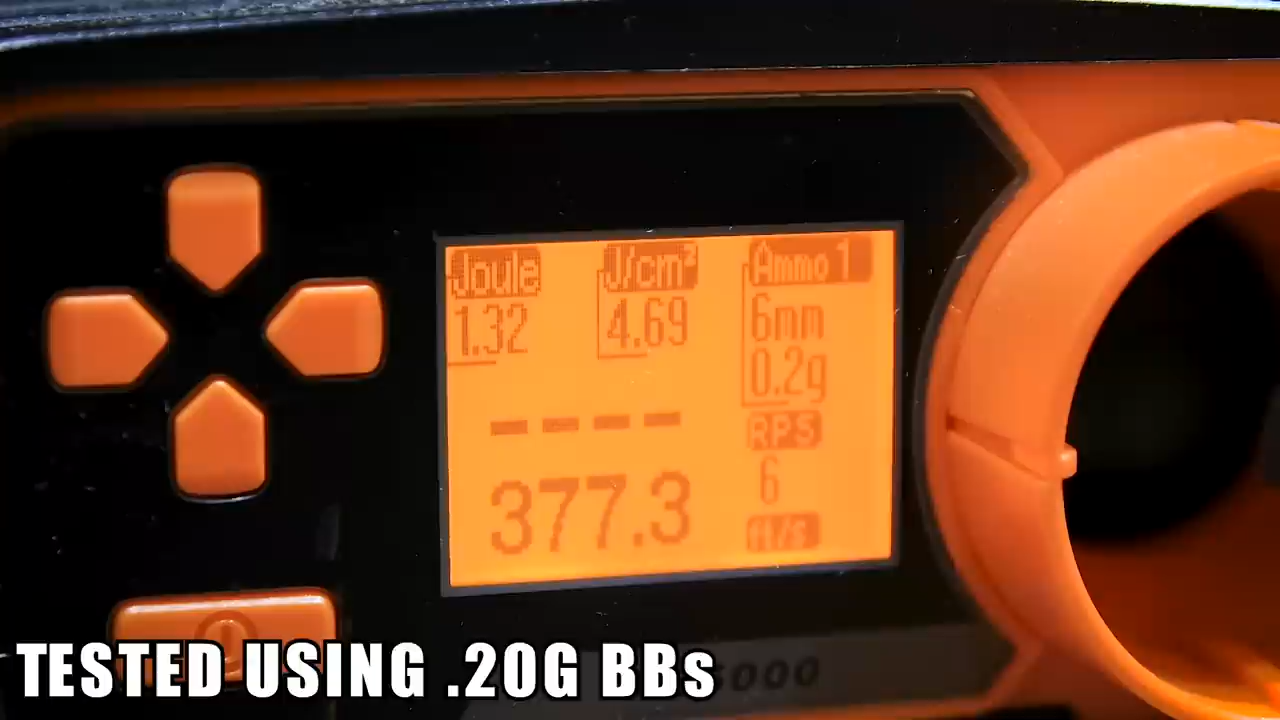 Joule J/cm² Ammo 1
1.32 4.69 6mm
0.2g
---- RPS
377.3 6
ft/s
000
TESTED USING .20G BBs